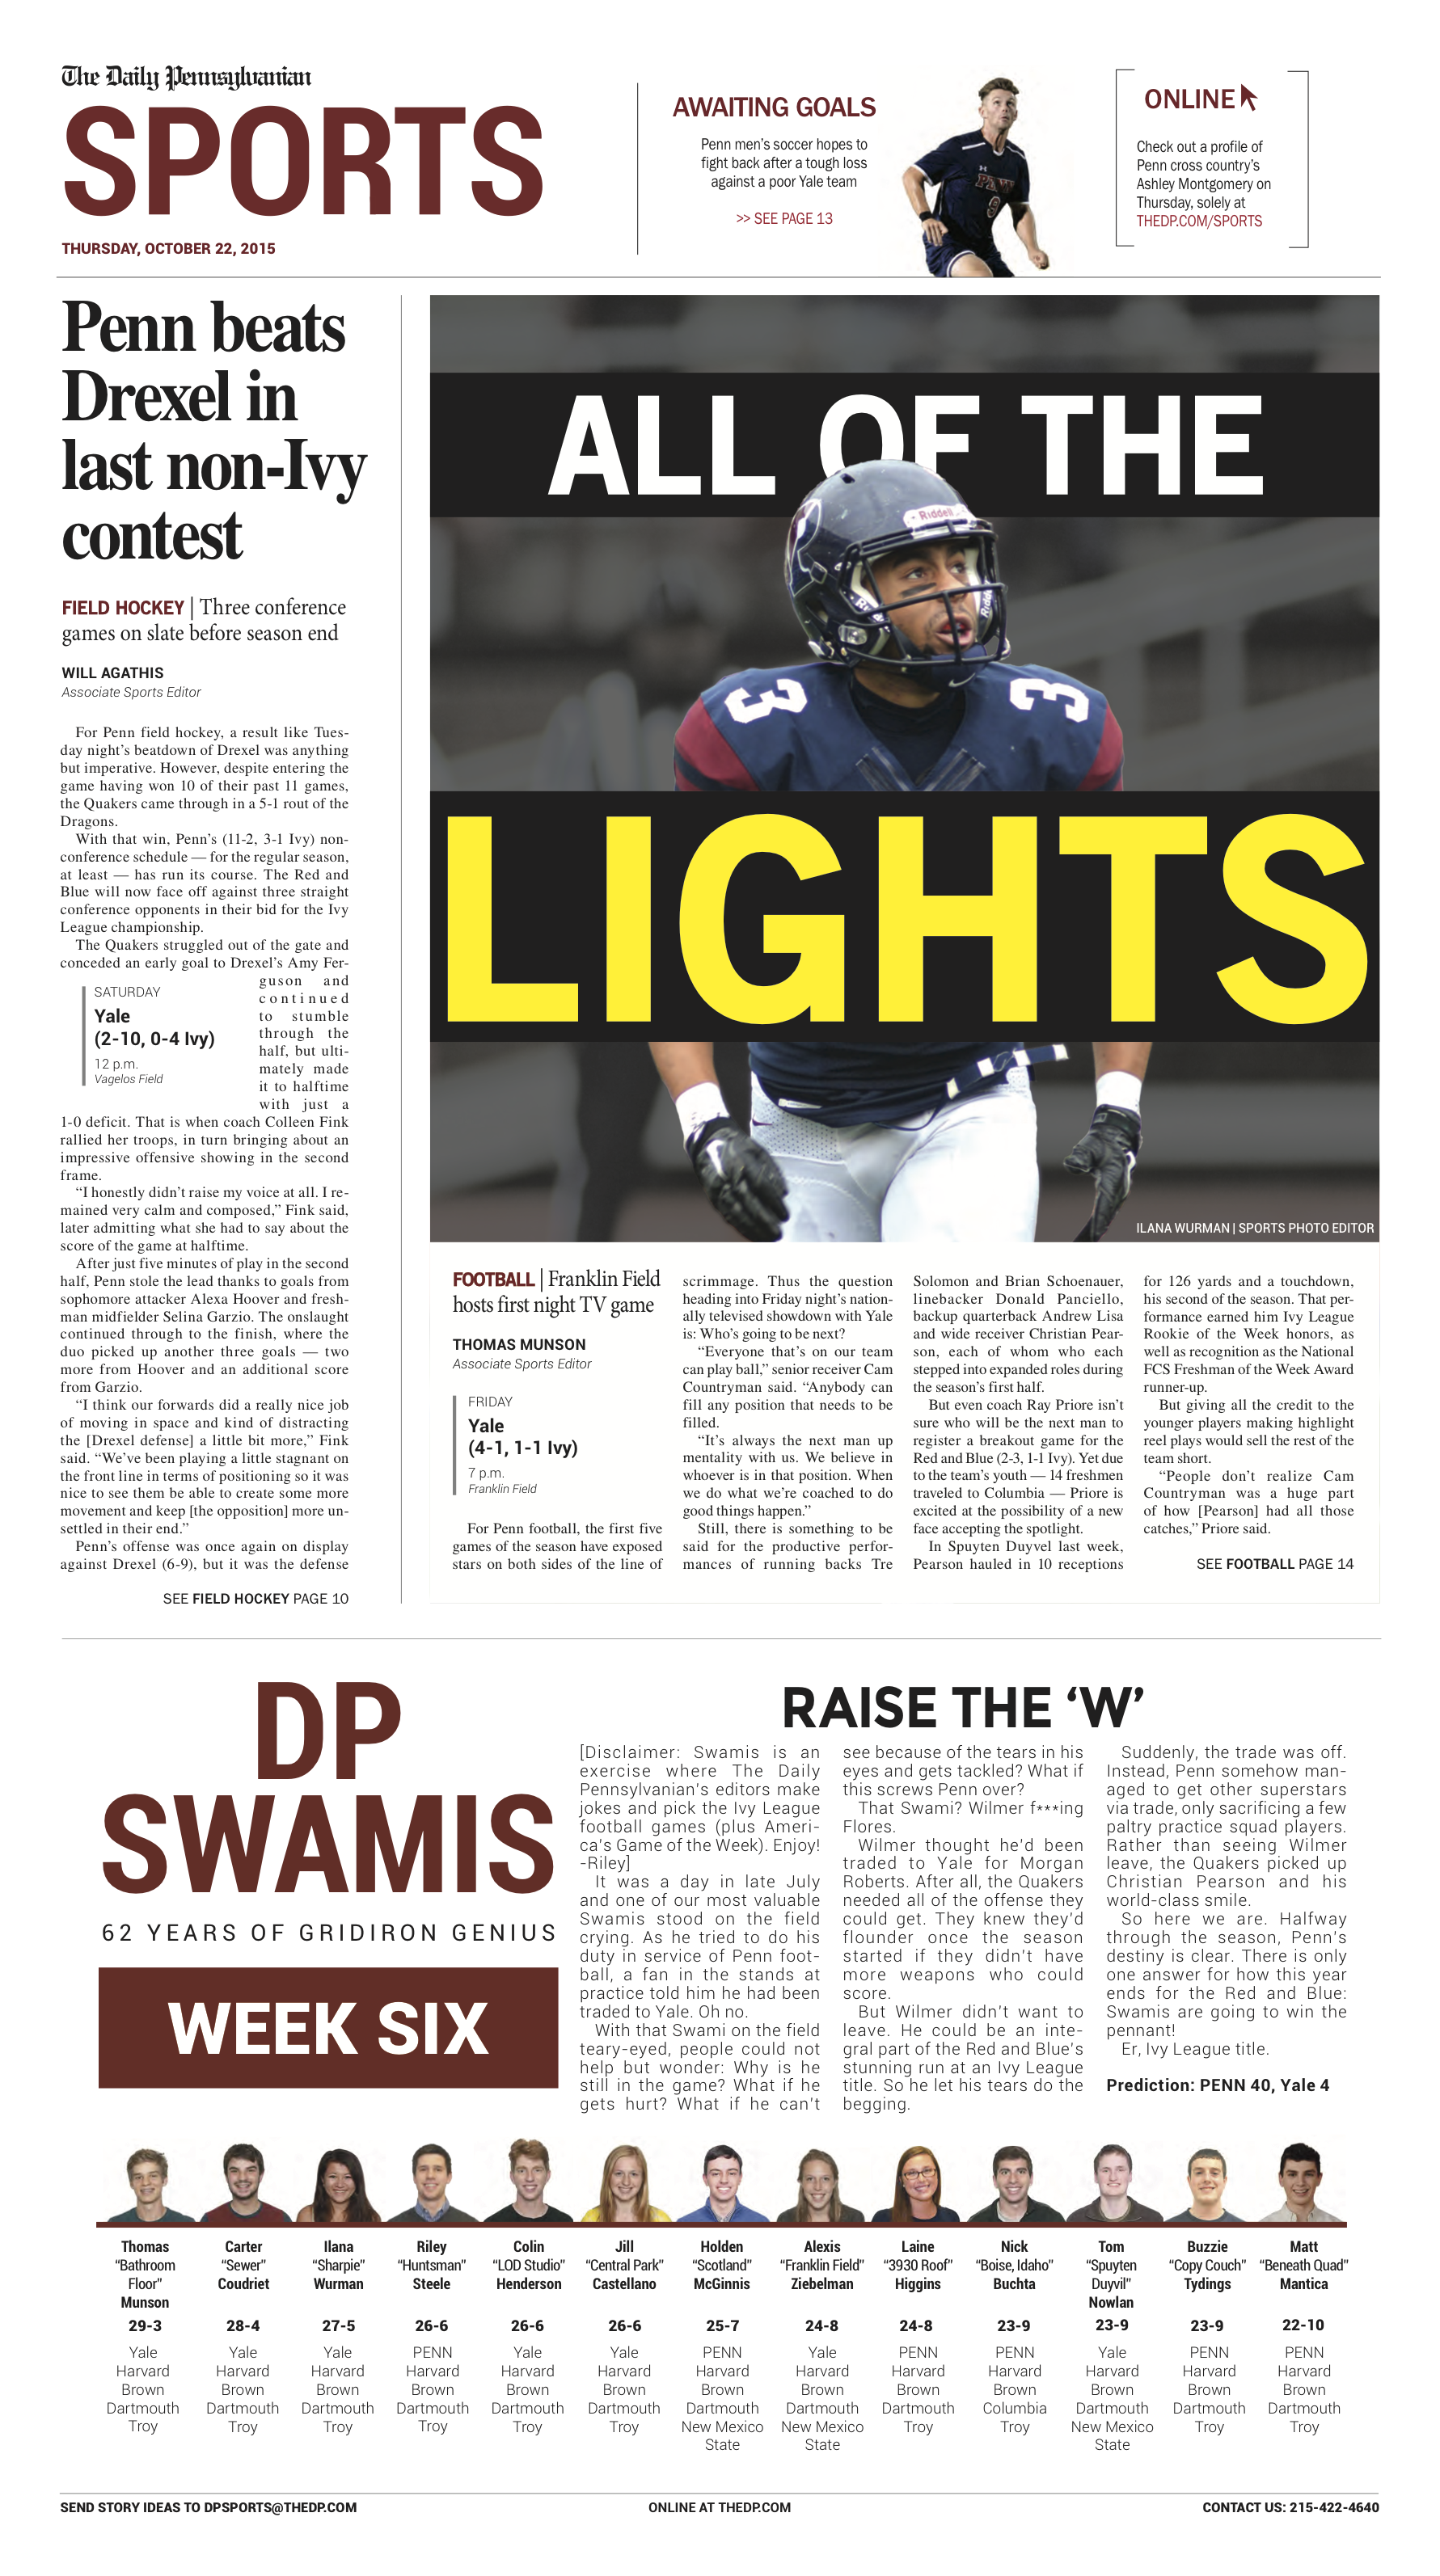 The Daily Pennsylvanian
SPORTS
THURSDAY, OCTOBER 22, 2015
AWAITING GOALS
Penn men's soccer hopes to
fight back after a tough loss
against a poor Yale team
>> SEE PAGE 13
ONLINE
Check out a profile of
Penn cross country's
Ashley Montgomery on
Thursday, solely at
THEDP.COM/SPORTS
Penn beats
Drexel in
last non-Ivy
contest
FIELD HOCKEY | Three conference
games on slate before season end
WILL AGATHIS
Associate Sports Editor
For Penn field hockey, a result like Tues-
day night's beatdown of Drexel was anything
but imperative. However, despite entering the
game having won 10 of their past 11 games,
the Quakers came through in a 5-1 rout of the
Dragons.
With that win, Penn's (11-2, 3-1 Ivy) non-
conference schedule — for the regular season,
at least — has run its course. The Red and
Blue will now face off against three straight
conference opponents in their bid for the Ivy
League championship.
The Quakers struggled out of the gate and
conceded an early goal to Drexel's Amy Fer-
guson and
continued
to stumble
through the
half, but ulti-
mately made
it to halftime
with just a
SATURDAY
Yale
(2-10, 0-4 Ivy)
12 p.m.
Vagelos Field
1-0 deficit. That is when coach Colleen Fink
rallied her troops, in turn bringing about an
impressive offensive showing in the second
frame.
"I honestly didn't raise my voice at all. I re-
mained very calm and composed," Fink said,
later admitting what she had to say about the
score of the game at halftime.
After just five minutes of play in the second
half, Penn stole the lead thanks to goals from
sophomore attacker Alexa Hoover and fresh-
man midfielder Selina Garzio. The onslaught
continued through to the finish, where the
duo picked up another three goals — two
more from Hoover and an additional score
from Garzio.
"I think our forwards did a really nice job
of moving in space and kind of distracting
the [Drexel defense] a little bit more," Fink
said. "We've been playing a little stagnant on
the front line in terms of positioning so it was
nice to see them be able to create some more
movement and keep [the opposition] more un-
settled in their end."
Penn's offense was once again on display
against Drexel (6-9), but it was the defense
SEE FIELD HOCKEY PAGE 10
ALL OF THE
Riddell
Riddell
3 3
LIGHTS
ILANA WURMAN | SPORTS PHOTO EDITOR
FOOTBALL | Franklin Field
hosts first night TV game
THOMAS MUNSON
Associate Sports Editor
FRIDAY
Yale
(4-1, 1-1 Ivy)
7 p.m.
Franklin Field
For Penn football, the first five
games of the season have exposed
stars on both sides of the line of
scrimmage. Thus the question
heading into Friday night's nation-
ally televised showdown with Yale
is: Who's going to be next?
"Everyone that's on our team
can play ball," senior receiver Cam
Countryman said. "Anybody can
fill any position that needs to be
filled.
"It's always the next man up
mentality with us. We believe in
whoever is in that position. When
we do what we're coached to do
good things happen."
Still, there is something to be
said for the productive perfor-
mances of running backs Tre
Solomon and Brian Schoenauer,
linebacker Donald Panciello,
backup quarterback Andrew Lisa
and wide receiver Christian Pear-
son, each of whom who each
stepped into expanded roles during
the season's first half.
But even coach Ray Priore isn't
sure who will be the next man to
register a breakout game for the
Red and Blue (2-3, 1-1 Ivy). Yet due
to the team's youth — 14 freshmen
traveled to Columbia — Priore is
excited at the possibility of a new
face accepting the spotlight.
In Spuyten Duyvel last week,
Pearson hauled in 10 receptions
for 126 yards and a touchdown,
his second of the season. That per-
formance earned him Ivy League
Rookie of the Week honors, as
well as recognition as the National
FCS Freshman of the Week Award
runner-up.
But giving all the credit to the
younger players making highlight
reel plays would sell the rest of the
team short.
"People don't realize Cam
Countryman was a huge part
of how [Pearson] had all those
catches," Priore said.
SEE FOOTBALL PAGE 14
DP
SWAMIS
62 YEARS OF GRIDIRON GENIUS
WEEK SIX
RAISE THE 'W'
[Disclaimer: Swamis is an
exercise where The Daily
Pennsylvanian's editors make
jokes and pick the Ivy League
football games (plus Ameri-
ca's Game of the Week). Enjoy!
-Riley]
It was a day in late July
and one of our most valuable
Swamis stood on the field
crying. As he tried to do his
duty in service of Penn foot-
ball, a fan in the stands at
practice told him he had been
traded to Yale. Oh no.
With that Swami on the field
teary-eyed, people could not
help but wonder: Why is he
still in the game? What if he
gets hurt? What if he can't
see because of the tears in his
eyes and gets tackled? What if
this screws Penn over?
That Swami? Wilmer f***ing
Flores.
Wilmer thought he'd been
traded to Yale for Morgan
Roberts. After all, the Quakers
needed all of the offense they
could get. They knew they'd
flounder once the season
started if they didn't have
more weapons who could
score.
But Wilmer didn't want to
leave. He could be an inte-
gral part of the Red and Blue's
stunning run at an Ivy League
title. So he let his tears do the
begging.
Suddenly, the trade was off.
Instead, Penn somehow man-
aged to get other superstars
via trade, only sacrificing a few
paltry practice squad players.
Rather than seeing Wilmer
leave, the Quakers picked up
Christian Pearson and his
world-class smile.
So here we are. Halfway
through the season, Penn's
destiny is clear. There is only
one answer for how this year
ends for the Red and Blue:
Swamis are going to win the
pennant!
Er, Ivy League title.
Prediction: PENN 40, Yale 4
Thomas
"Bathroom
Floor"
Munson
29-3
Yale
Harvard
Brown
Dartmouth
Troy
Carter
"Sewer"
Coudriet
28-4
Yale
Harvard
Brown
Dartmouth
Troy
Ilana
"Sharpie"
Wurman
27-5
Yale
Harvard
Brown
Dartmouth
Troy
Riley
"Huntsman"
Steele
26-6
PENN
Harvard
Brown
Dartmouth
Troy
Colin
"LOD Studio"
Henderson
26-6
Yale
Harvard
Brown
Dartmouth
Troy
Jill
"Central Park"
Castellano
26-6
Yale
Harvard
Brown
Dartmouth
Troy
Holden
"Scotland"
McGinnis
25-7
PENN
Harvard
Brown
Dartmouth
New Mexico
State
Alexis
"Franklin Field"
Ziebelman
24-8
Yale
Harvard
Brown
Dartmouth
New Mexico
State
Laine
"3930 Roof"
Higgins
24-8
PENN
Harvard
Brown
Dartmouth
Troy
Nick
"Boise, Idaho"
Buchta
23-9
PENN
Harvard
Brown
Columbia
Troy
Tom
"Spuyten
Duyvil"
Nowlan
23-9
Yale
Harvard
Brown
Dartmouth
New Mexico
State
Buzzie
"Copy Couch"
Tydings
23-9
PENN
Harvard
Brown
Dartmouth
Troy
Matt
"Beneath Quad"
Mantica
22-10
PENN
Harvard
Brown
Dartmouth
Troy
SEND STORY IDEAS TO DPSPORTS@THEDP.COM
ONLINE AT THEDP.COM
CONTACT US: 215-422-4640